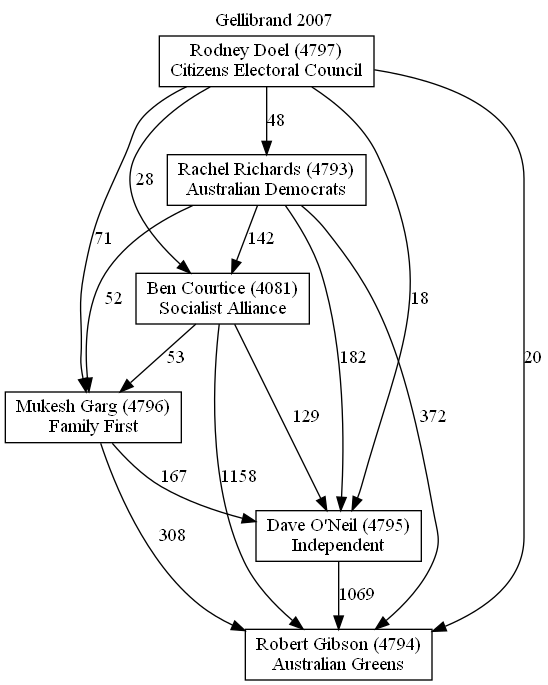 Gellibrand 2007
Rodney Doel (4797)
Citizens Electoral Council
48
Rachel Richards (4793)
Australian Democrats
28
71
142
52
18
Ben Courtice (4081)
Socialist Alliance
53
182
20
Mukesh Garg (4796)
Family First
129
372
167
1158
Dave O'Neil (4795)
Independent
308
1069
Robert Gibson (4794)
Australian Greens